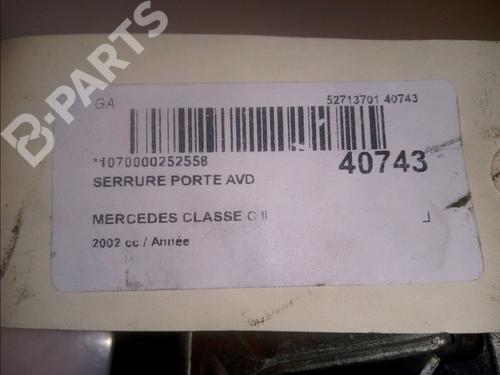 B-PARTS
GA 52713701 40743
*1070000252558 40743
SERRURE PORTE AVD
MERCEDES CLASSE C II
2002 cc / Année